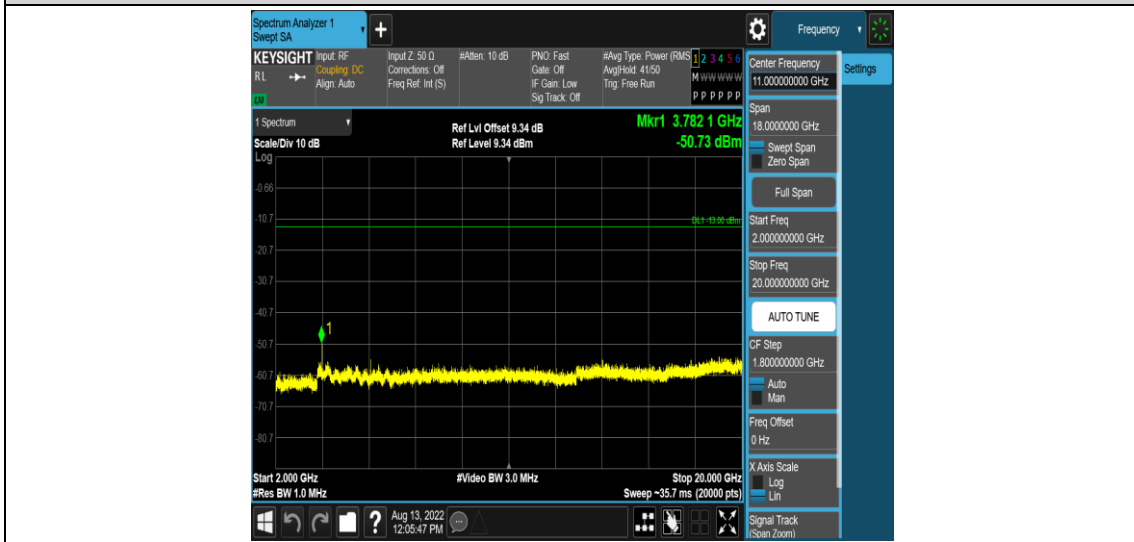 Spectrum Analyzer 1
Swept SA
+
Frequency
KEYSIGHT
RL
LXI
Input: RF
Coupling: DC
Align: Auto
Input Z: 50 Ω
Corrections: Off
Freq Ref: Int (S)
#Atten: 10 dB
PNO: Fast
Gate: Off
IF Gain: Low
Sig Track: Off
#Avg Type: Power (RMS
Avg|Hold: 41/50
Trig: Free Run
1 2 3 4 5 6
M W W W W W
P P P P P P
1 Spectrum
Scale/Div 10 dB
Log
Ref Lvl Offset 9.34 dB
Ref Level 9.34 dBm
Mkr1 3.782 1 GHz
-50.73 dBm
-0.66
-10.7
DL1 -13.00 dBm
-20.7
-30.7
-40.7
1
-50.7
-60.7
-70.7
-80.7
Start 2.000 GHz
#Res BW 1.0 MHz
#Video BW 3.0 MHz
Stop 20.000 GHz
Sweep ~35.7 ms (20000 pts)
Center Frequency
11.000000000 GHz
Settings
Span
18.0000000 GHz
Swept Span
Zero Span
Full Span
Start Freq
2.000000000 GHz
Stop Freq
20.000000000 GHz
AUTO TUNE
CF Step
1.800000000 GHz
Auto
Man
Freq Offset
0 Hz
X Axis Scale
Log
Lin
Signal Track
(Span Zoom)
?
Aug 13, 2022
12:05:47 PM